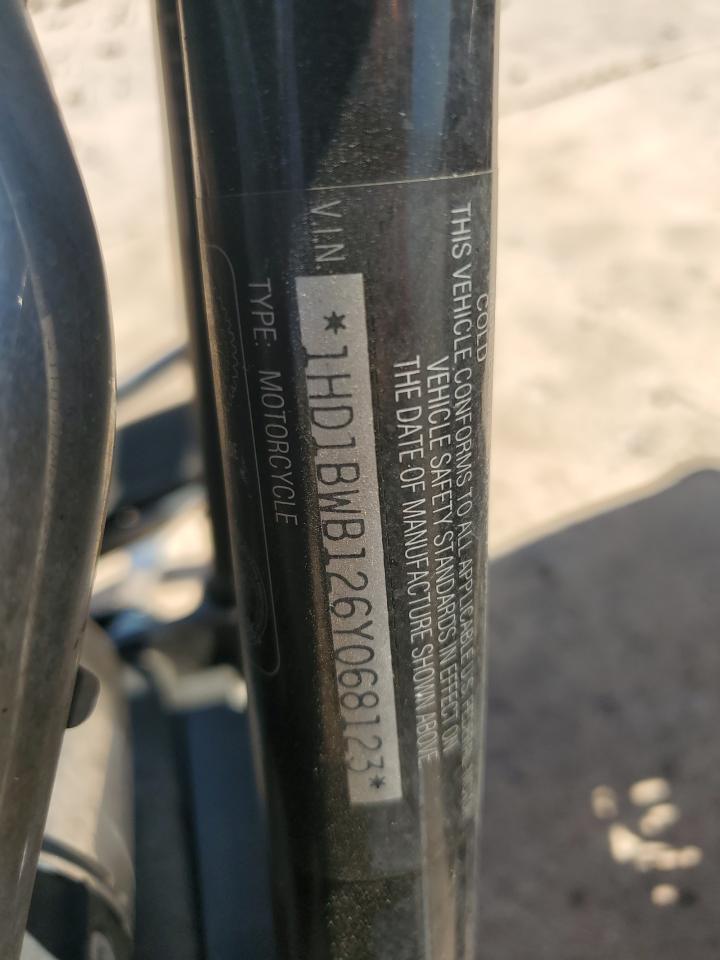 COLD
THIS VEHICLE CONFORMS TO ALL APPLICABLE U.S. FEDERAL
VEHICLE SAFETY STANDARDS IN EFFECT ON
THE DATE OF MANUFACTURE SHOWN ABOVE
V.I.N.
*1HD1BWB126Y068123*
TYPE: MOTORCYCLE